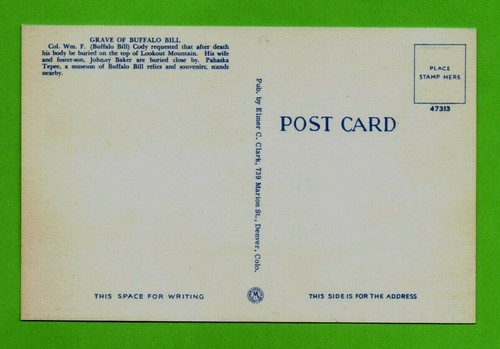 GRAVE OF BUFFALO BILL
Col. Wm. F. (Buffalo Bill) Cody requested that after death
his body be buried on the top of Lookout Mountain. His wife
and foster-son, Johnny Baker are buried close by. Pahaska
Tepee, a museum of Buffalo Bill relics and souvenirs, stands
nearby.
PLACE
STAMP HERE
47313
Pub. by Elmer C. Clark, 739 Marion St., Denver, Colo.
POST CARD
THIS SPACE FOR WRITING
THIS SIDE IS FOR THE ADDRESS